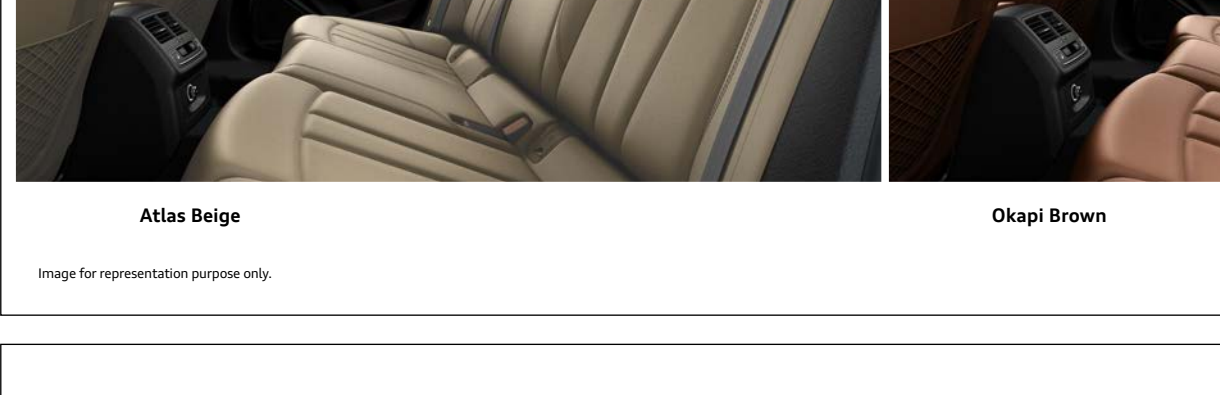 Atlas Beige
Okapi Brown
Image for representation purpose only.